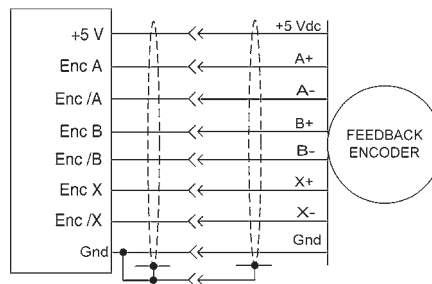 +5 V +5 Vdc
Enc A A+
Enc /A A-
Enc B B+
Enc /B B-
Enc X X+
Enc /X X-
Gnd Gnd
FEEDBACK
ENCODER